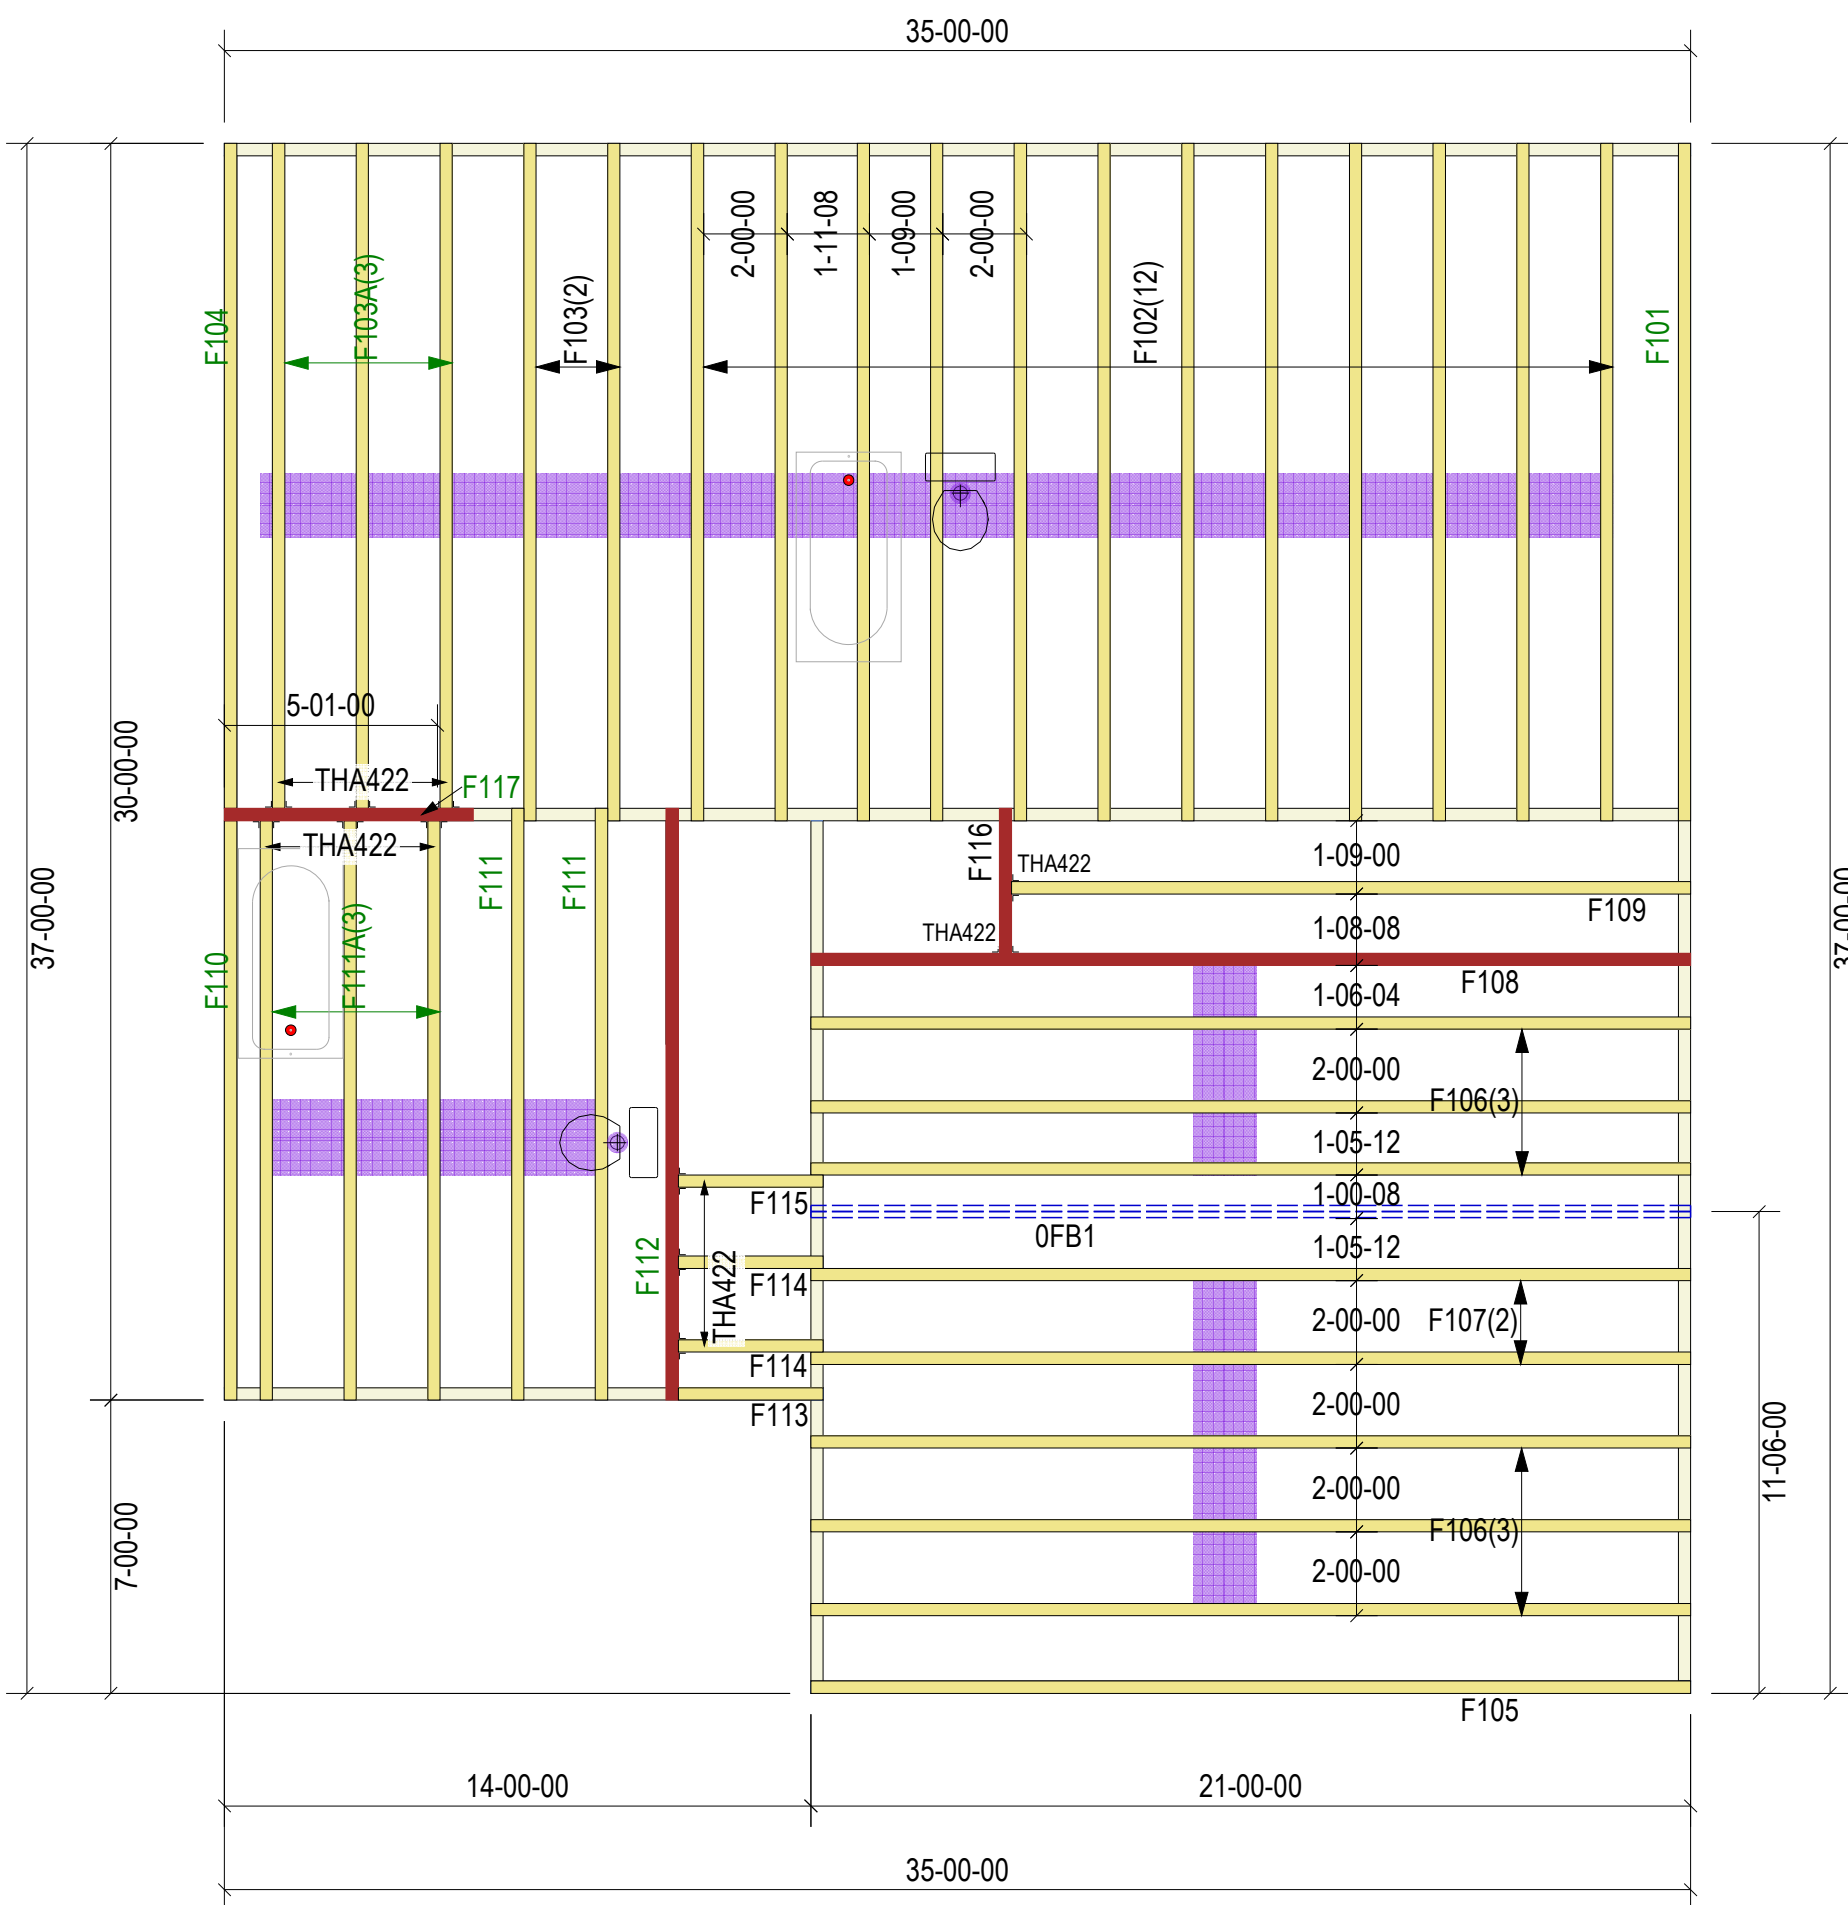 35-00-00
2-00-00
1-11-08
1-09-00
2-00-00
F104
F103A(3)
F103(2)
F102(12)
F101
5-01-00
THA422
F117
THA422
30-00-00
37-00-00
37-00-00
F111
F111
F116
THA422
1-09-00
F109
THA422
1-08-08
F110
F111A(3)
F108
1-06-04
2-00-00
F106(3)
1-05-12
F115
1-00-08
0FB1
1-05-12
F112
THA422
F114
2-00-00
F107(2)
F114
2-00-00
F113
7-00-00
2-00-00
F106(3)
11-06-00
2-00-00
F105
14-00-00
21-00-00
35-00-00